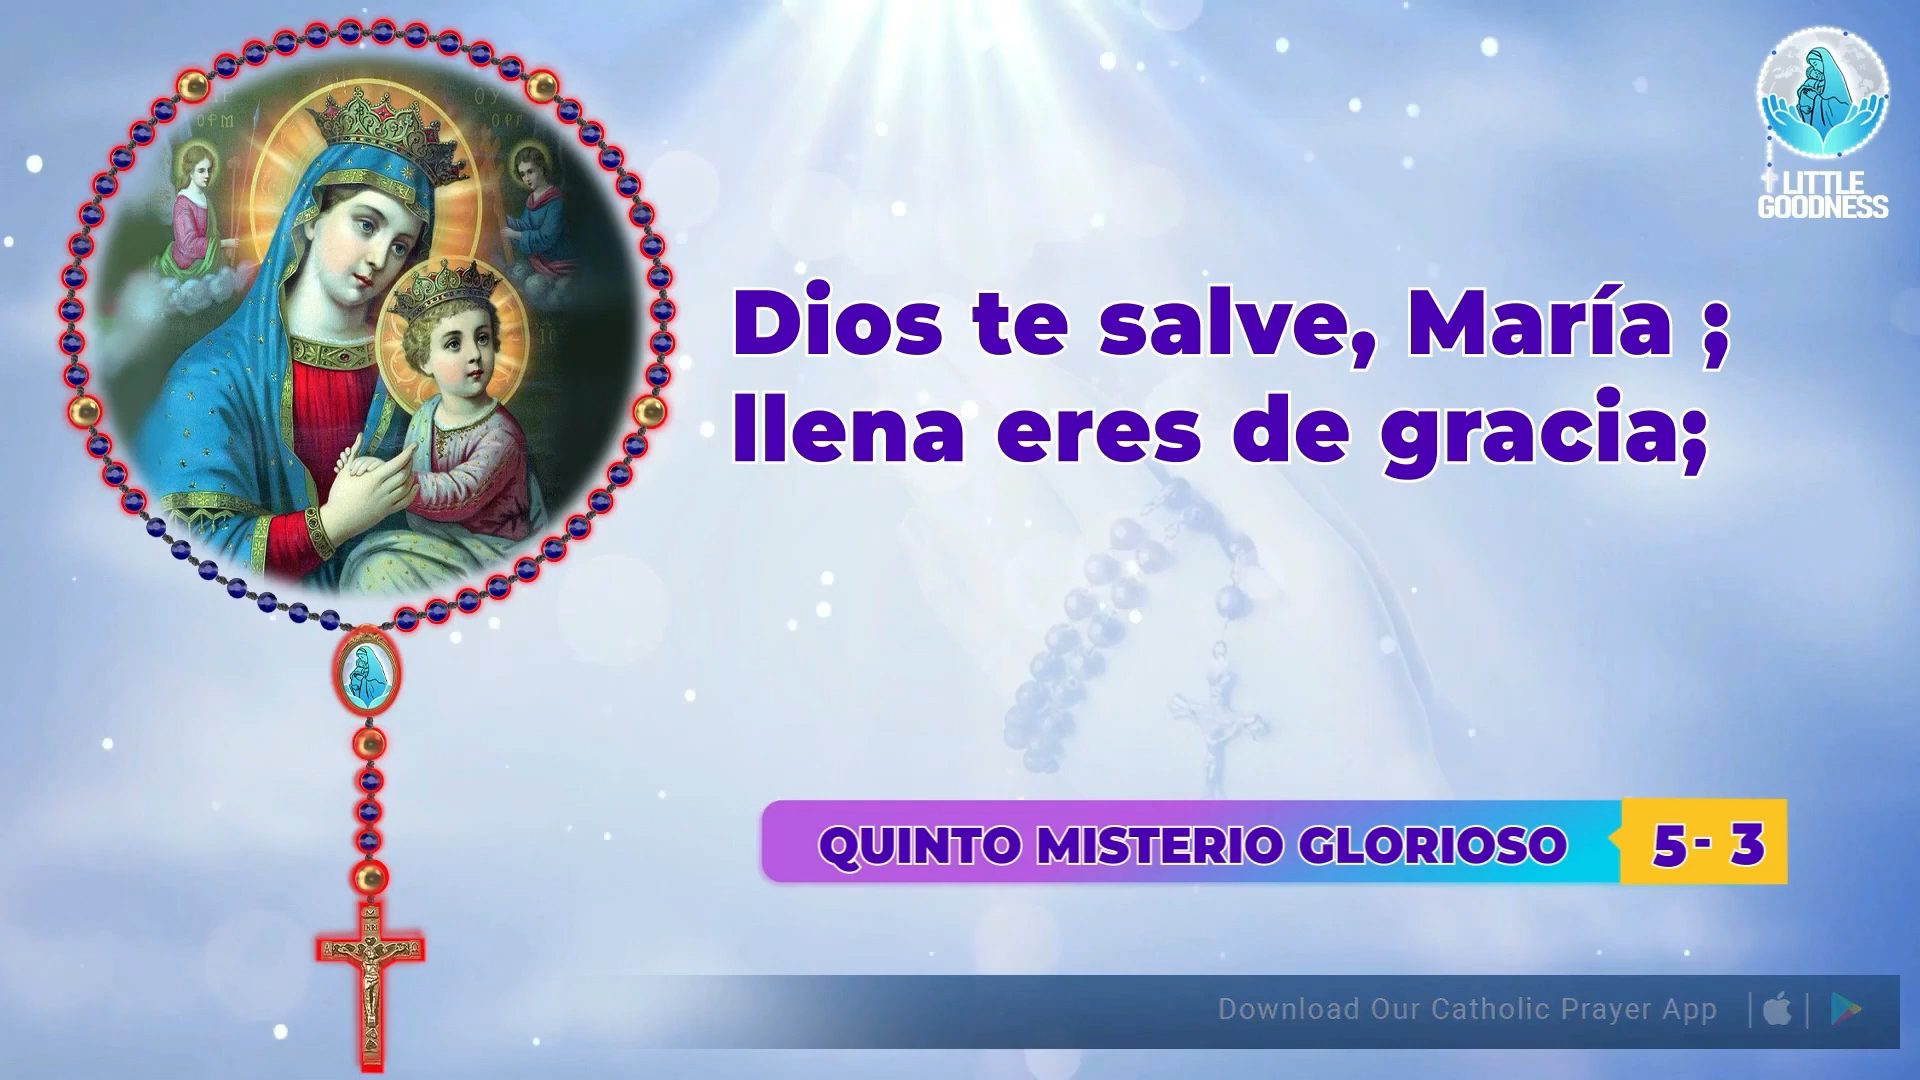 LITTLE
GOODNESS
Dios te salve, María ;
llena eres de gracia;
QUINTO MISTERIO GLORIOSO
5- 3
Download Our Catholic Prayer App
INRI